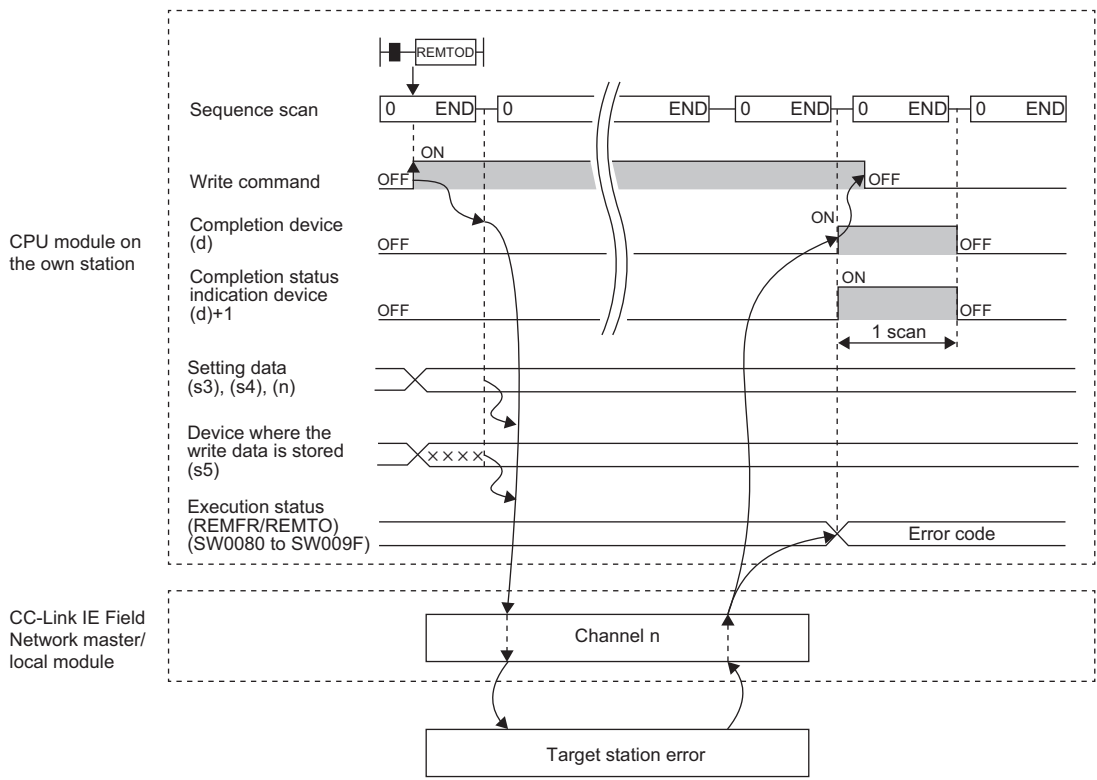 REMTOD
Sequence scan
0 END 0 END 0 END 0 END 0 END
ON
Write command
OFF
OFF
CPU module on
the own station
Completion device
(d)
ON
OFF
OFF
Completion status
indication device
(d)+1
ON
OFF
OFF
1 scan
Setting data
(s3), (s4), (n)
Device where the
write data is stored
(s5)
××××
Execution status
(REMFR/REMTO)
(SW0080 to SW009F)
Error code
CC-Link IE Field
Network master/
local module
Channel n
Target station error